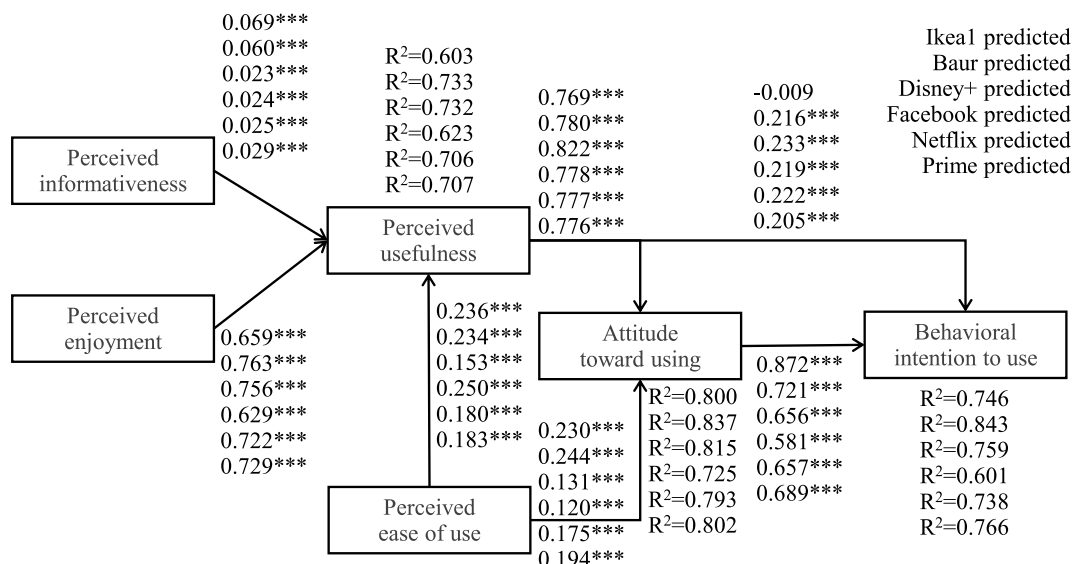 0.069***
0.060***
0.023***
0.024***
0.025***
0.029***
R²=0.603
R²=0.733
R²=0.732
R²=0.623
R²=0.706
R²=0.707
0.769***
0.780***
0.822***
0.778***
0.777***
0.776***
-0.009
0.216***
0.233***
0.219***
0.222***
0.205***
Ikea1 predicted
Baur predicted
Disney+ predicted
Facebook predicted
Netflix predicted
Prime predicted
Perceived
informativeness
Perceived
usefulness
Perceived
enjoyment
0.659***
0.763***
0.756***
0.629***
0.722***
0.729***
0.236***
0.234***
0.153***
0.250***
0.180***
0.183***
Attitude
toward using
Behavioral
intention to use
0.872***
0.721***
0.656***
0.581***
0.657***
0.689***
R²=0.800
R²=0.837
R²=0.815
R²=0.725
R²=0.793
R²=0.802
R²=0.746
R²=0.843
R²=0.759
R²=0.601
R²=0.738
R²=0.766
Perceived
ease of use
0.230***
0.244***
0.131***
0.120***
0.175***
0.194***